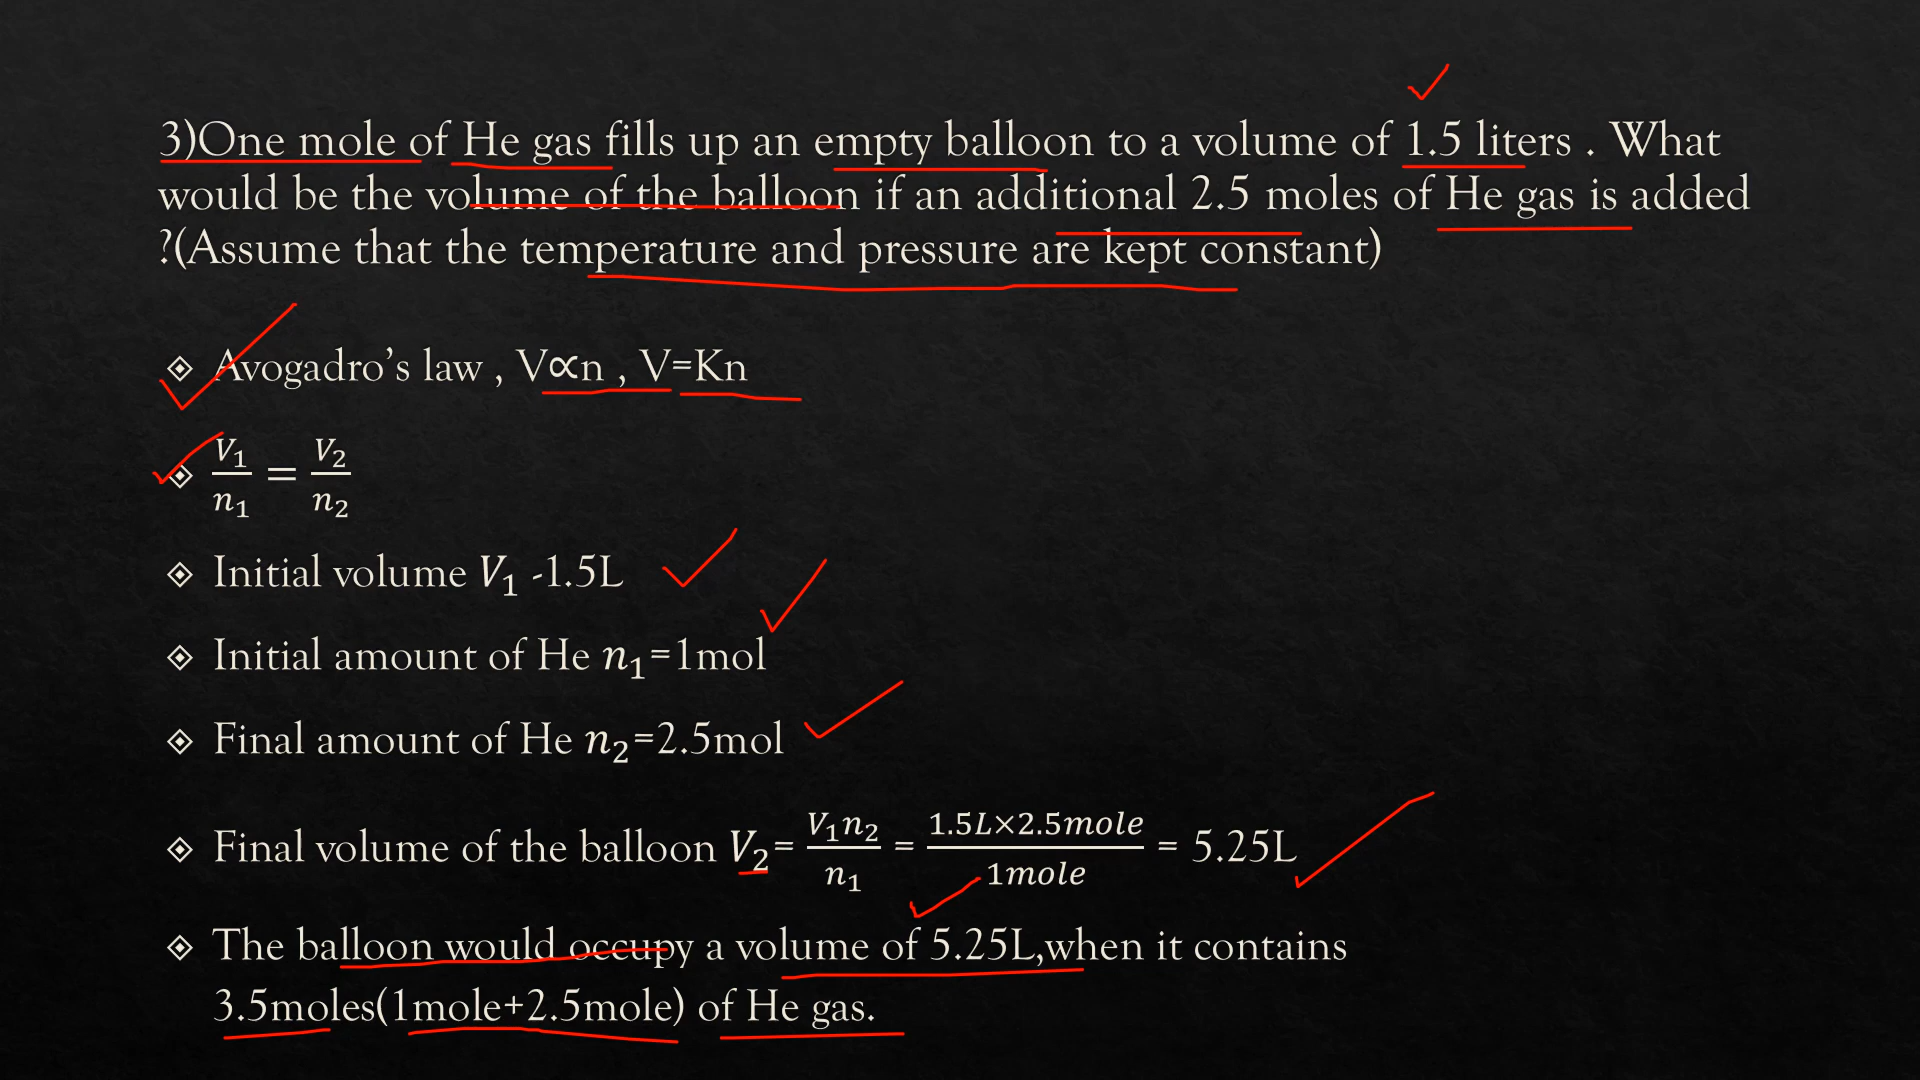 3)One mole of He gas fills up an empty balloon to a volume of 1.5 liters . What
would be the volume of the balloon if an additional 2.5 moles of He gas is added
?(Assume that the temperature and pressure are kept constant)
Avogadro's law , V∝n , V=Kn
V₁/n₁ = V₂/n₂
Initial volume V₁ -1.5L
Initial amount of He n₁=1mol
Final amount of He n₂=2.5mol
Final volume of the balloon V₂= V₁n₂/n₁ = 1.5L×2.5mole/1mole = 5.25L
The balloon would occupy a volume of 5.25L,when it contains
3.5moles(1mole+2.5mole) of He gas.